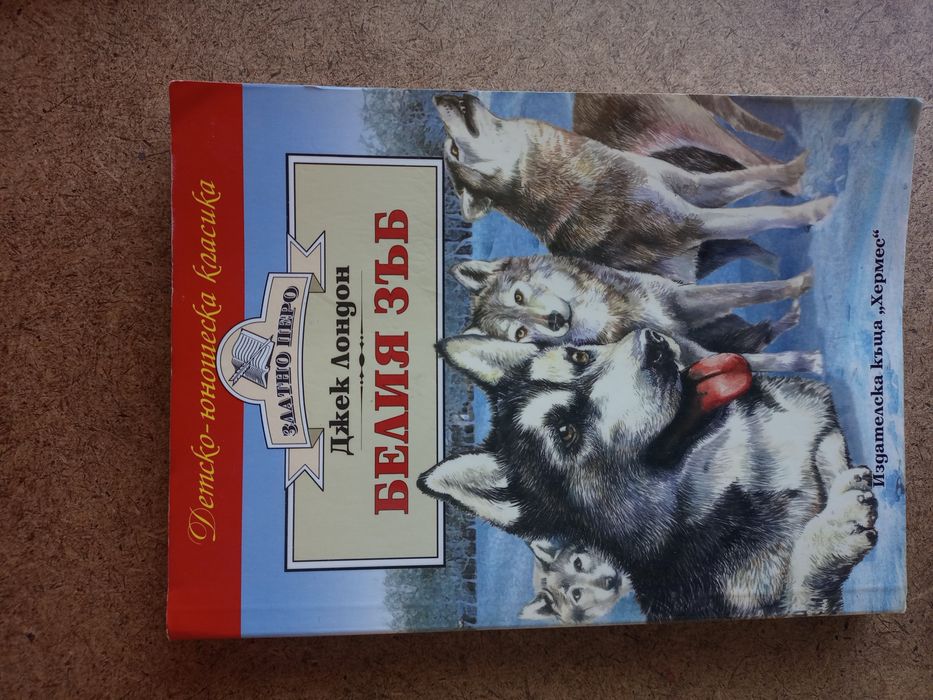 Детско-юношеска класика
ЗЛАТНО ПЕРО
Джек Лондон
БЕЛИЯ ЗЪБ
Издателска къща „Хермес“